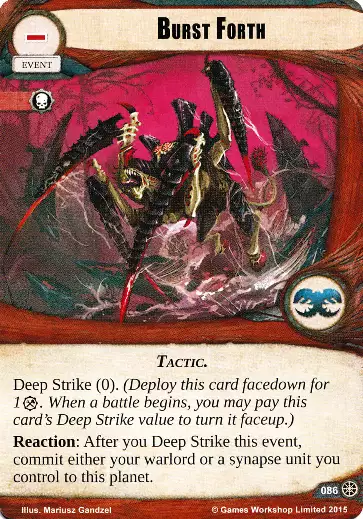 BURST FORTH
EVENT
TACTIC.
Deep Strike (0). (Deploy this card facedown for
1. When a battle begins, you may pay this
card's Deep Strike value to turn it faceup.)
Reaction: After you Deep Strike this event,
commit either your warlord or a synapse unit you
control to this planet.
086
Illus. Mariusz Gandzel
© Games Workshop Limited 2015